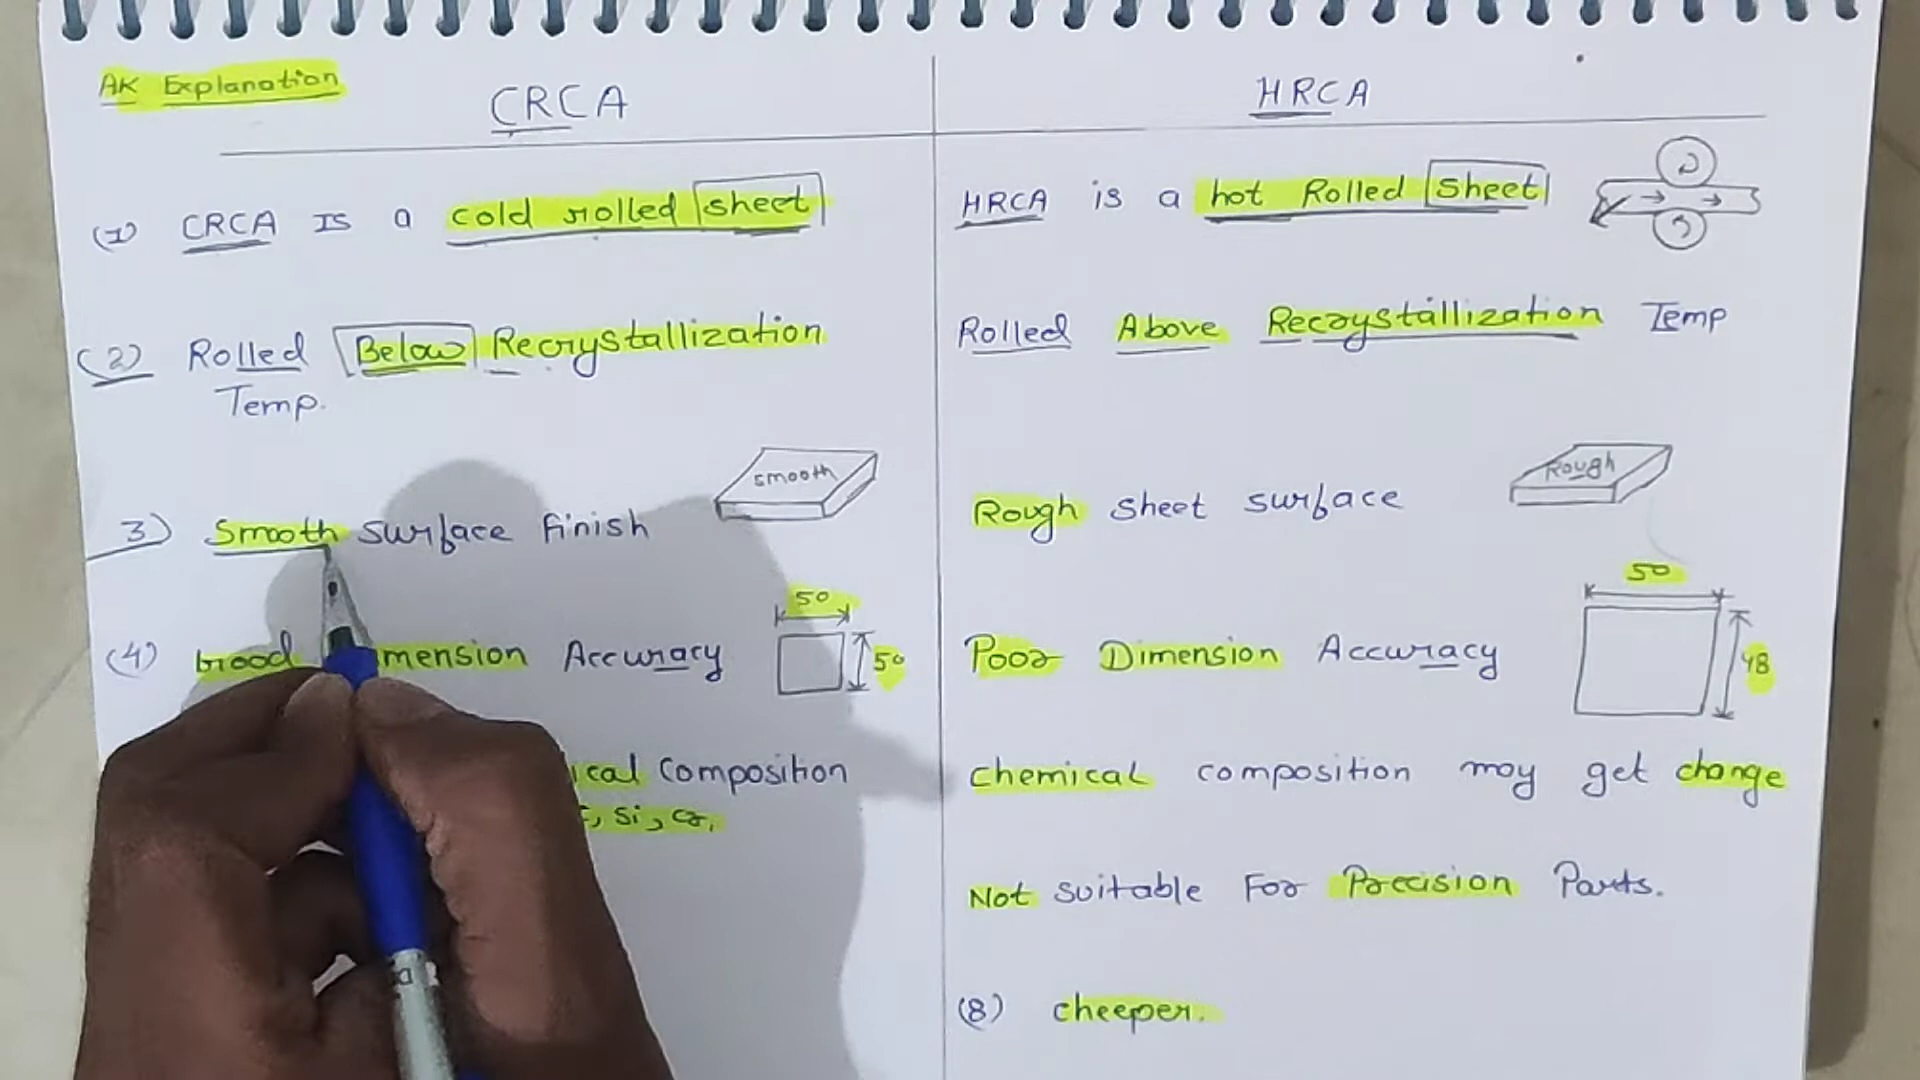 AK Explanation
CRCA
HRCA
(1) CRCA IS a cold rolled sheet
HRCA is a hot Rolled Sheet
(2) Rolled Below Recrystallization
Temp.
Rolled Above Recrystallization Temp
3) Smooth surface finish
smooth
Rough sheet surface
Rough
(4) Good mension Accuracy
50
50
Poor Dimension Accuracy
50
48
ical Composition
, Si, Cr,
Chemical composition may get change
Not suitable For Precision Parts.
(8) cheeper.